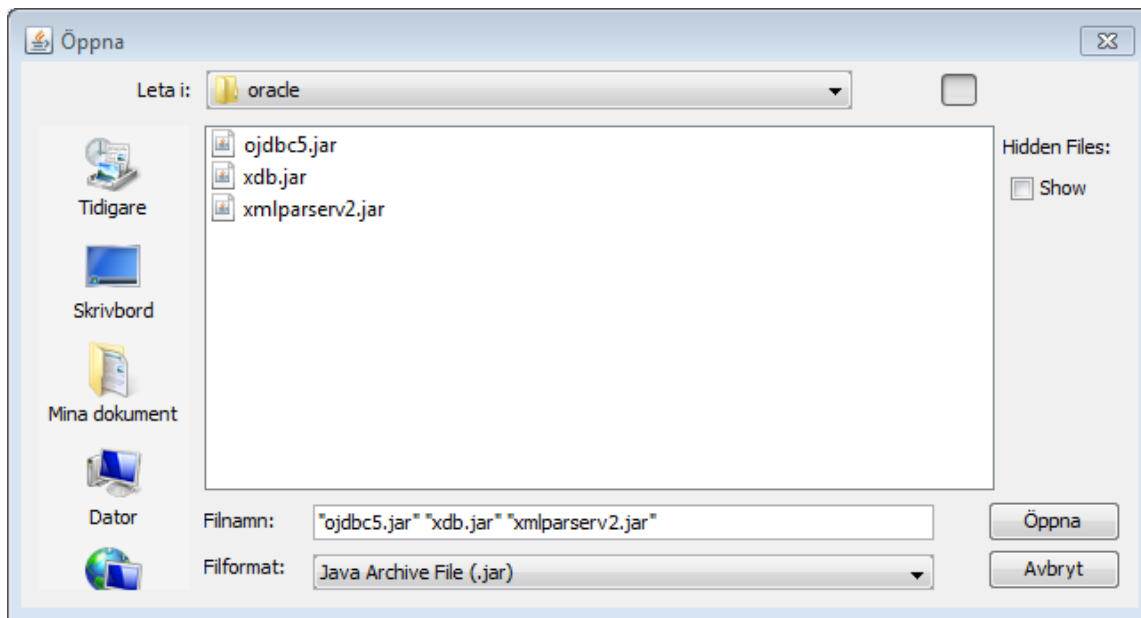 Öppna
Leta i: oracle
ojdbc5.jar
xdb.jar
xmlparserv2.jar
Hidden Files:
Show
Tidigare
Skrivbord
Mina dokument
Dator
Filnamn: "ojdbc5.jar" "xdb.jar" "xmlparserv2.jar" Öppna
Filformat: Java Archive File (.jar) Avbryt